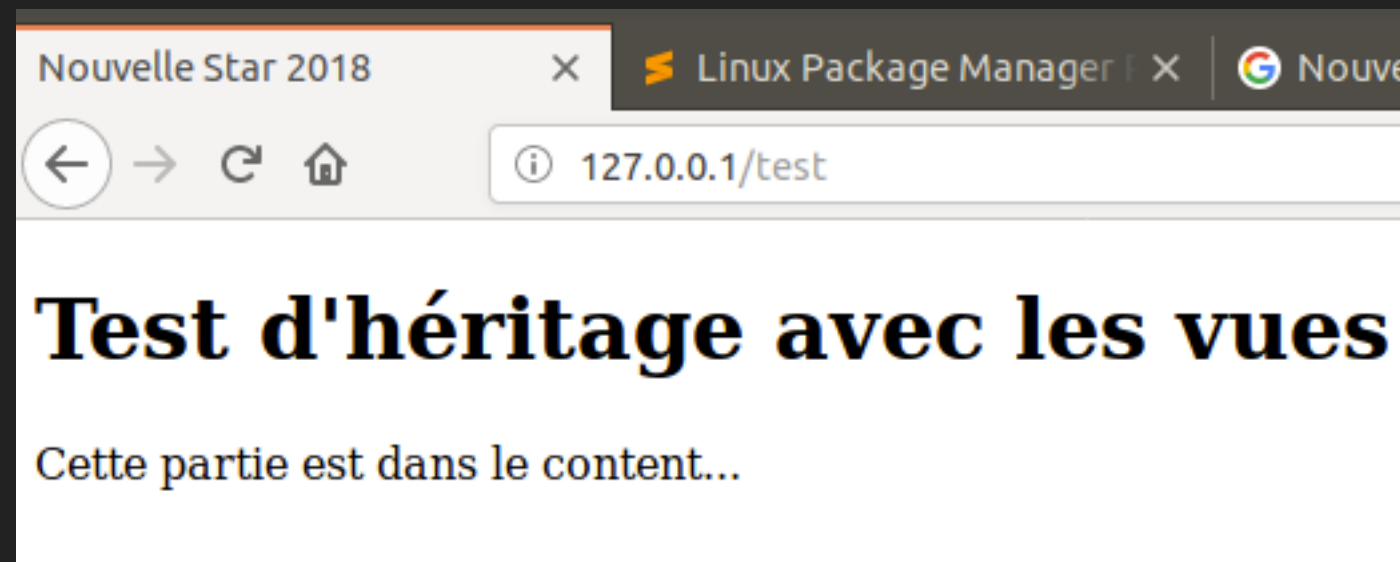 Nouvelle Star 2018 Linux Package Manager Nouve
127.0.0.1/test
Test d'héritage avec les vues
Cette partie est dans le content...